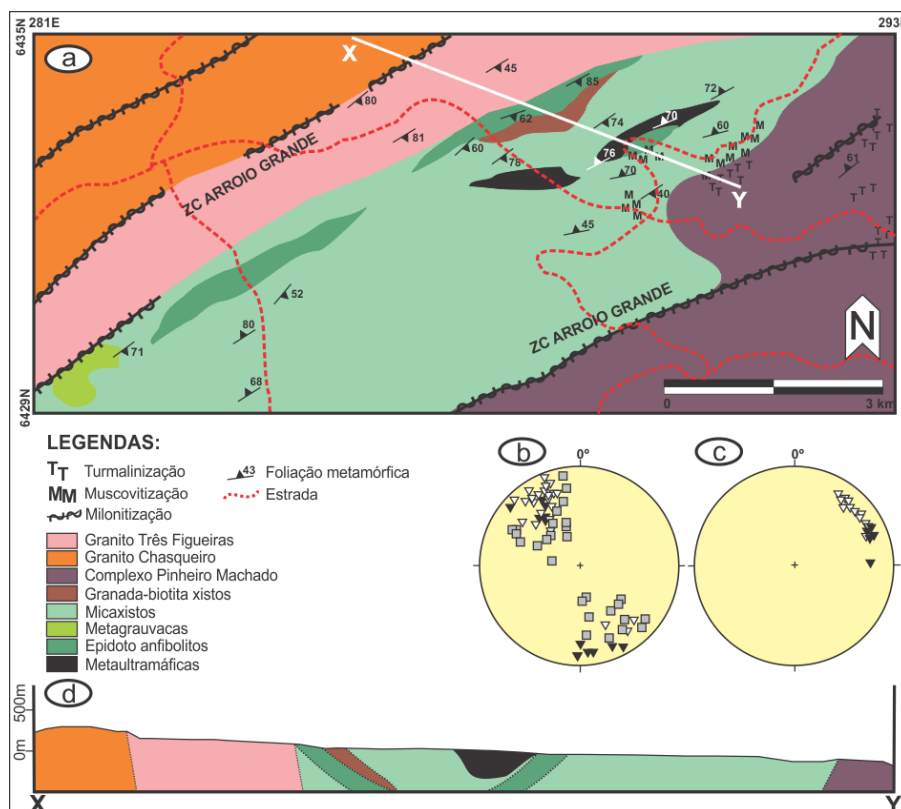 281E
293
6435N
a
X
45
85
72
80
62
74
70
60
81
60
78
76
70
61
40
Y
ZC ARROIO GRANDE
45
52
80
ZC ARROIO GRANDE
71
68
N
6429N
0 3 km
LEGENDAS:
T T Turmalinização
M M Muscovitização
Milonitização
43 Foliação metamórfica
Estrada
Granito Três Figueiras
Granito Chasqueiro
Complexo Pinheiro Machado
Granada-biotita xistos
Micaxistos
Metagrauvacas
Epidoto anfibolitos
Metaultramáficas
b 0°
c 0°
d
500m
0m
X Y